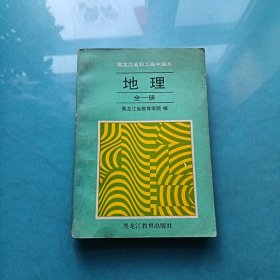 黑龙江省职工高中课本
地理
全一册
黑龙江省教育学院 编
黑龙江教育出版社